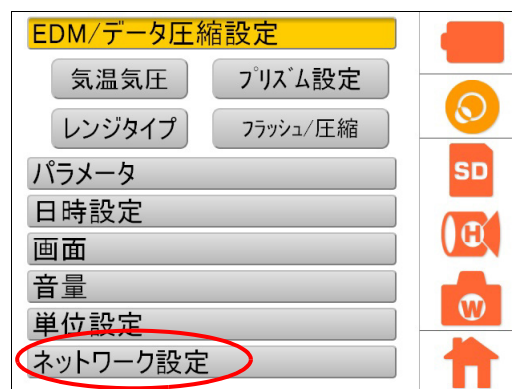 EDM/データ圧縮設定
気温気圧 プリズム設定
レンジタイプ フラッシュ/圧縮
パラメータ
SD
日時設定
画面
H
音量
W
単位設定
ネットワーク設定